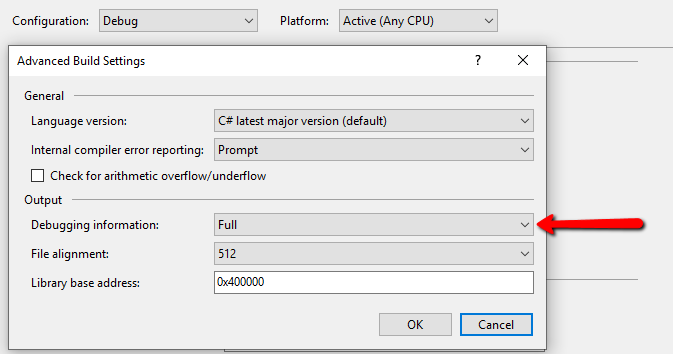 Configuration: Debug Platform: Active (Any CPU)
Advanced Build Settings ?
General
Language version: C# latest major version (default)
Internal compiler error reporting: Prompt
Check for arithmetic overflow/underflow
Output
Debugging information: Full
File alignment: 512
Library base address: 0x400000
OK Cancel